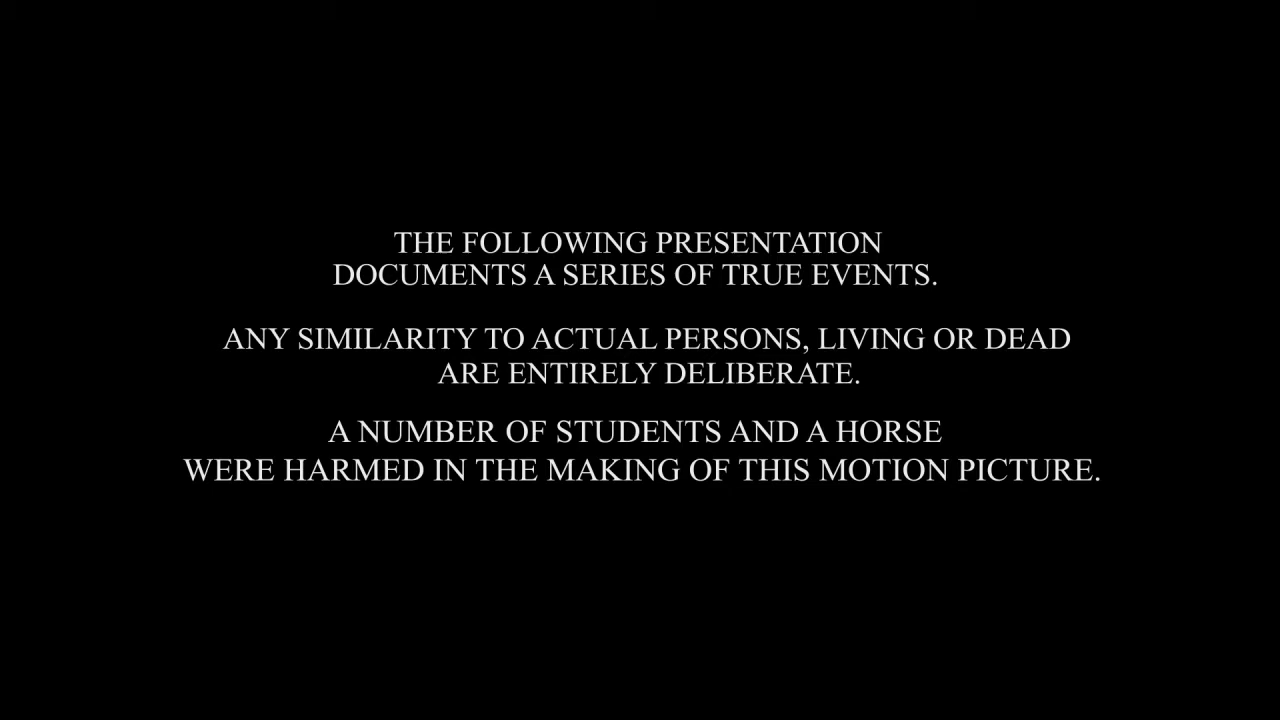 THE FOLLOWING PRESENTATION
DOCUMENTS A SERIES OF TRUE EVENTS.
ANY SIMILARITY TO ACTUAL PERSONS, LIVING OR DEAD
ARE ENTIRELY DELIBERATE.
A NUMBER OF STUDENTS AND A HORSE
WERE HARMED IN THE MAKING OF THIS MOTION PICTURE.